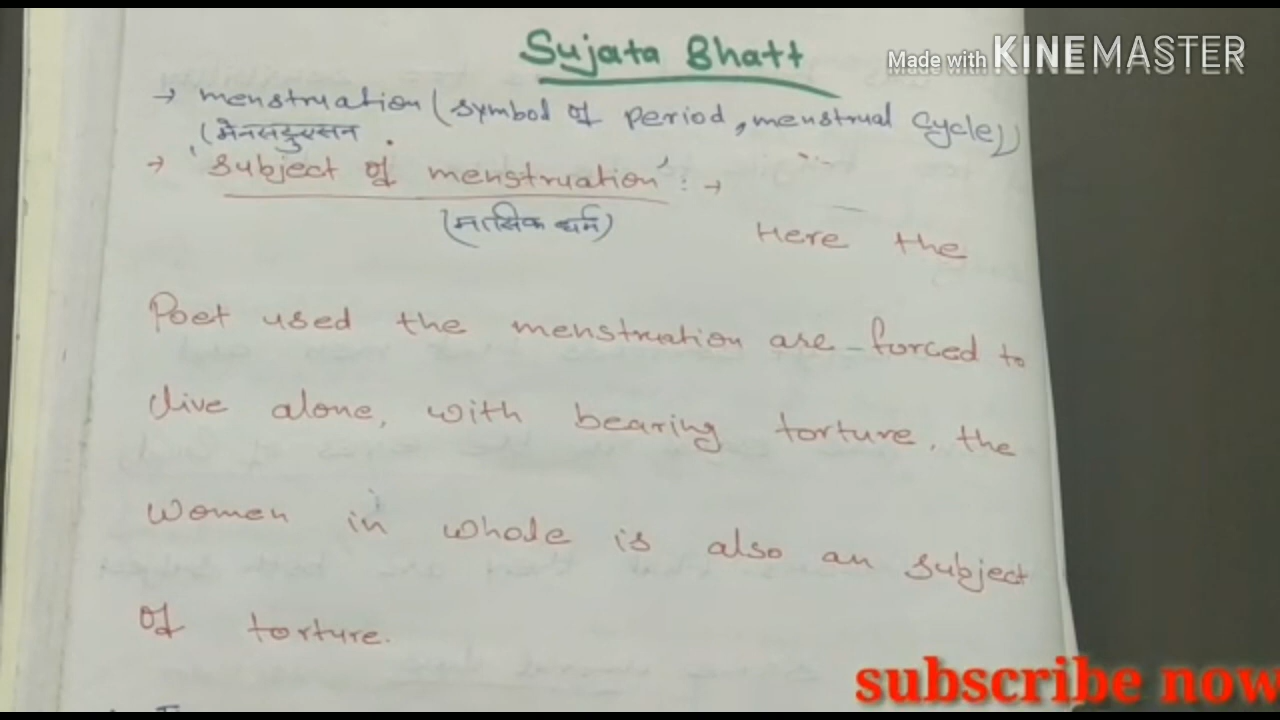 Sujata Bhatt
Made with KINEMASTER
→ menstruation (symbol of period, menstrual cycle)
(मेनसट्रुएसन
→ 'subject of menstruation' : →
(मासिक धर्म)
Here the
Poet used the menstruation are forced to
live alone, with bearing torture, the
women in whole is also an subject
of torture.
subscribe now